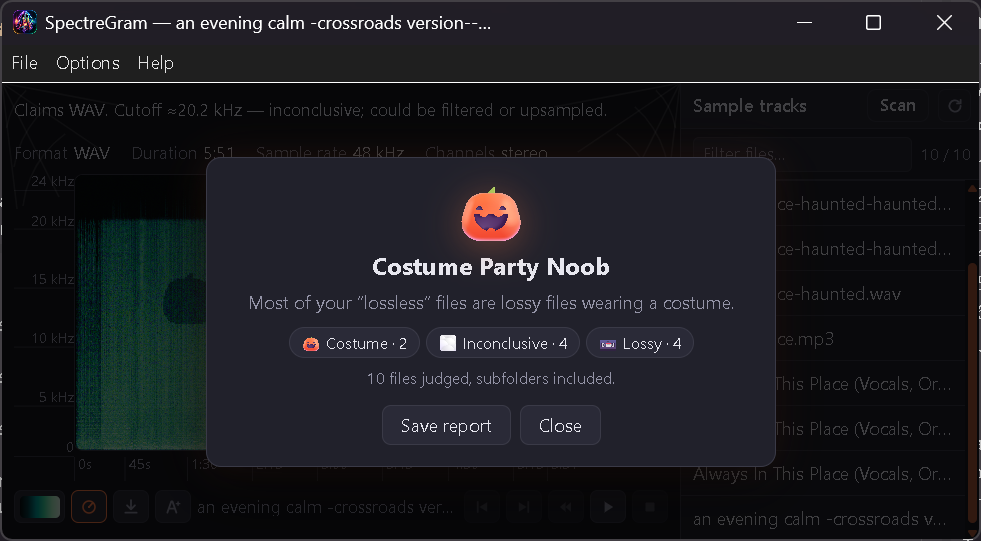 SpectreGram — an evening calm -crossroads version--...
File Options Help
Claims WAV. Cutoff ≈20.2 kHz — inconclusive; could be filtered or upsampled.
Format WAV Duration 5:51 Sample rate 48 kHz Channels stereo
24 kHz
20 kHz
15 kHz
10 kHz
5 kHz
0
0s 45s 1:3
Sample tracks Scan
Filter files... 10 / 10
ce-haunted-haunted...
ce-haunted-haunted...
ce-haunted.wav
ce.mp3
This Place (Vocals, Or...
This Place (Vocals, Or...
Always In This Place (Vocals, Or...
an evening calm -crossroads v...
Costume Party Noob
Most of your “lossless” files are lossy files wearing a costume.
Costume · 2 Inconclusive · 4 Lossy · 4
10 files judged, subfolders included.
Save report Close
A+ an evening calm -crossroads ver...